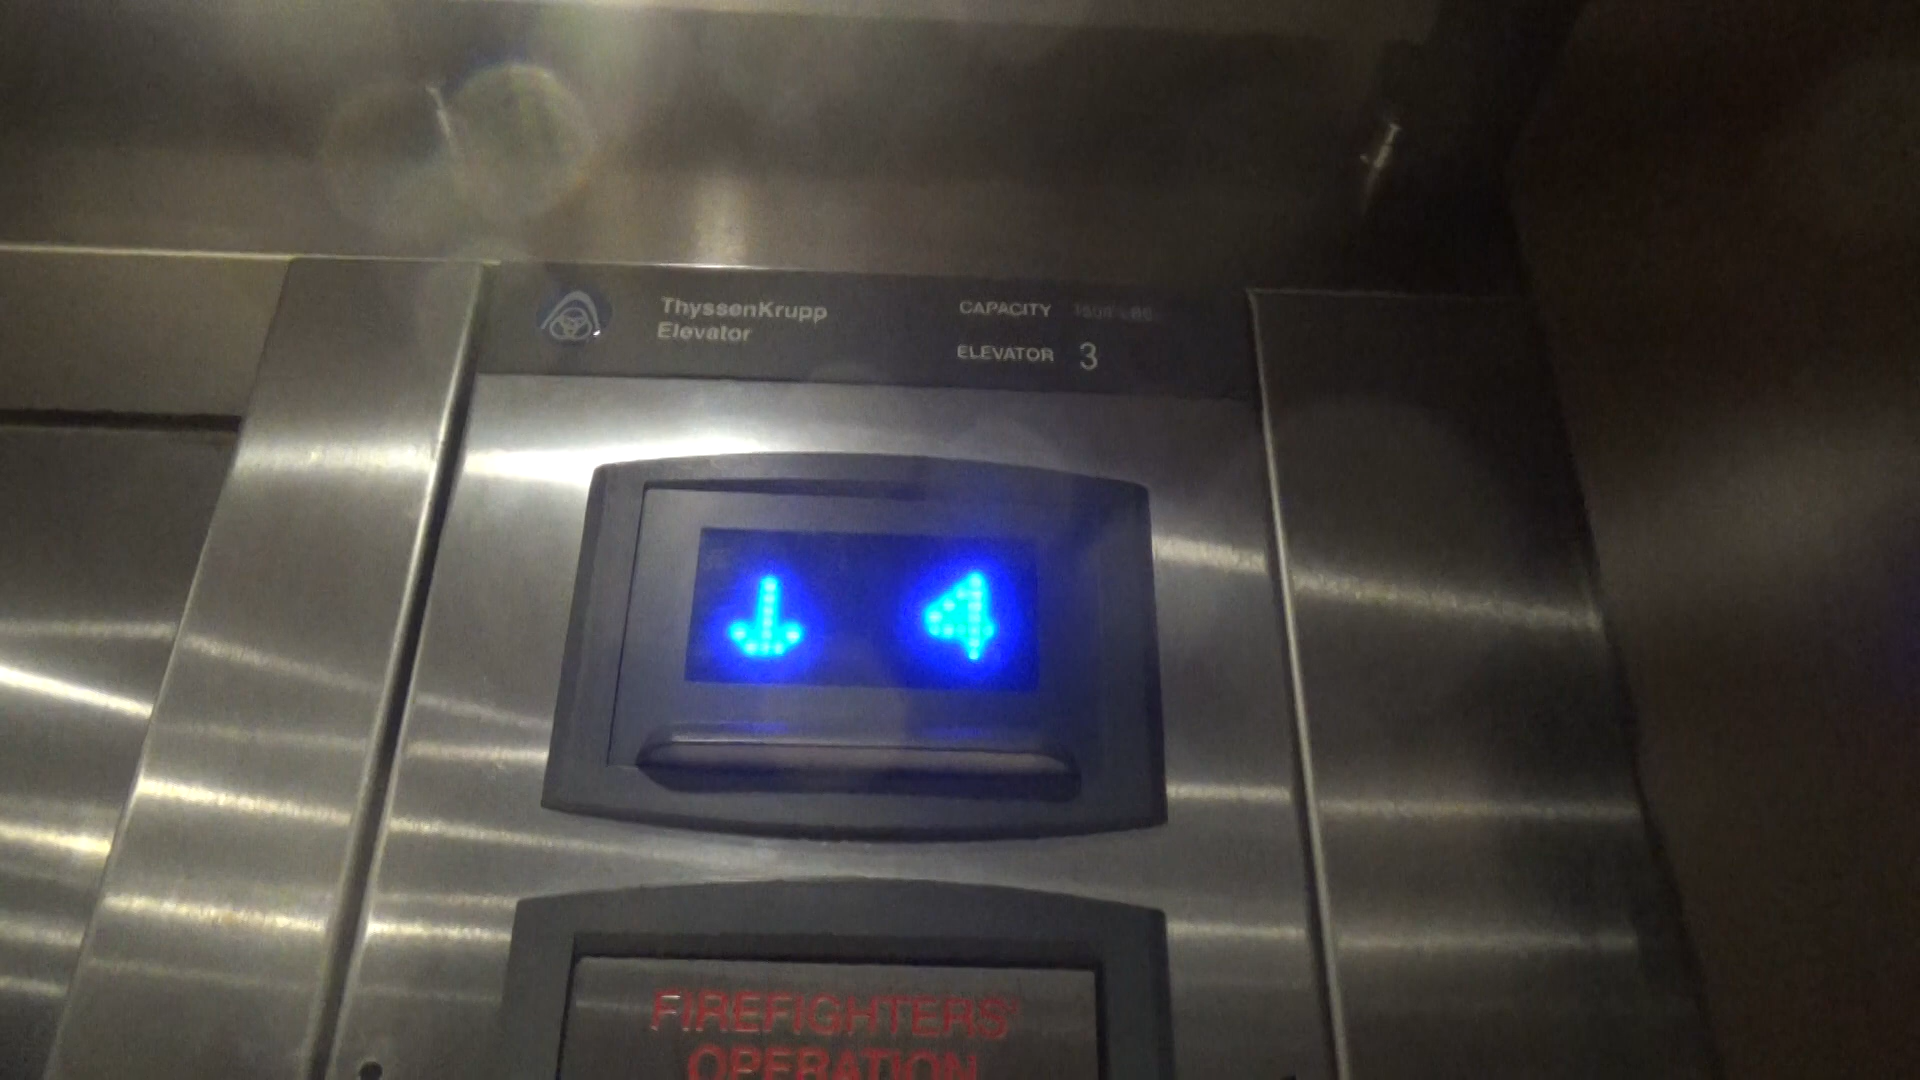 ThyssenKrupp
Elevator
CAPACITY
ELEVATOR 3
4
FIREFIGHTERS'
OPERATION